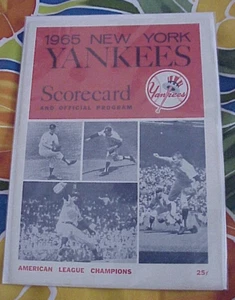 1965 NEW YORK
YANKEES
Scorecard
AND OFFICIAL PROGRAM
Yankees
AMERICAN LEAGUE CHAMPIONS
25¢